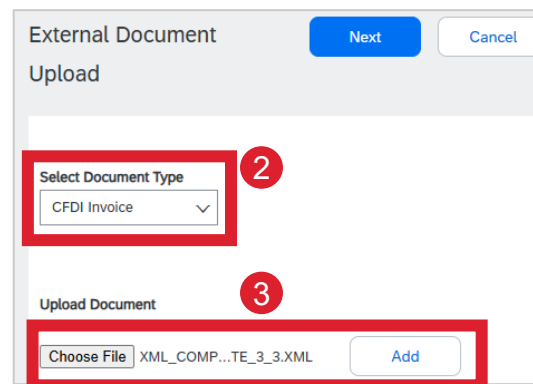 External Document Upload
Next
Cancel
2
Select Document Type
CFDI Invoice
3
Upload Document
Choose File XML_COMP...TE_3_3.XML
Add